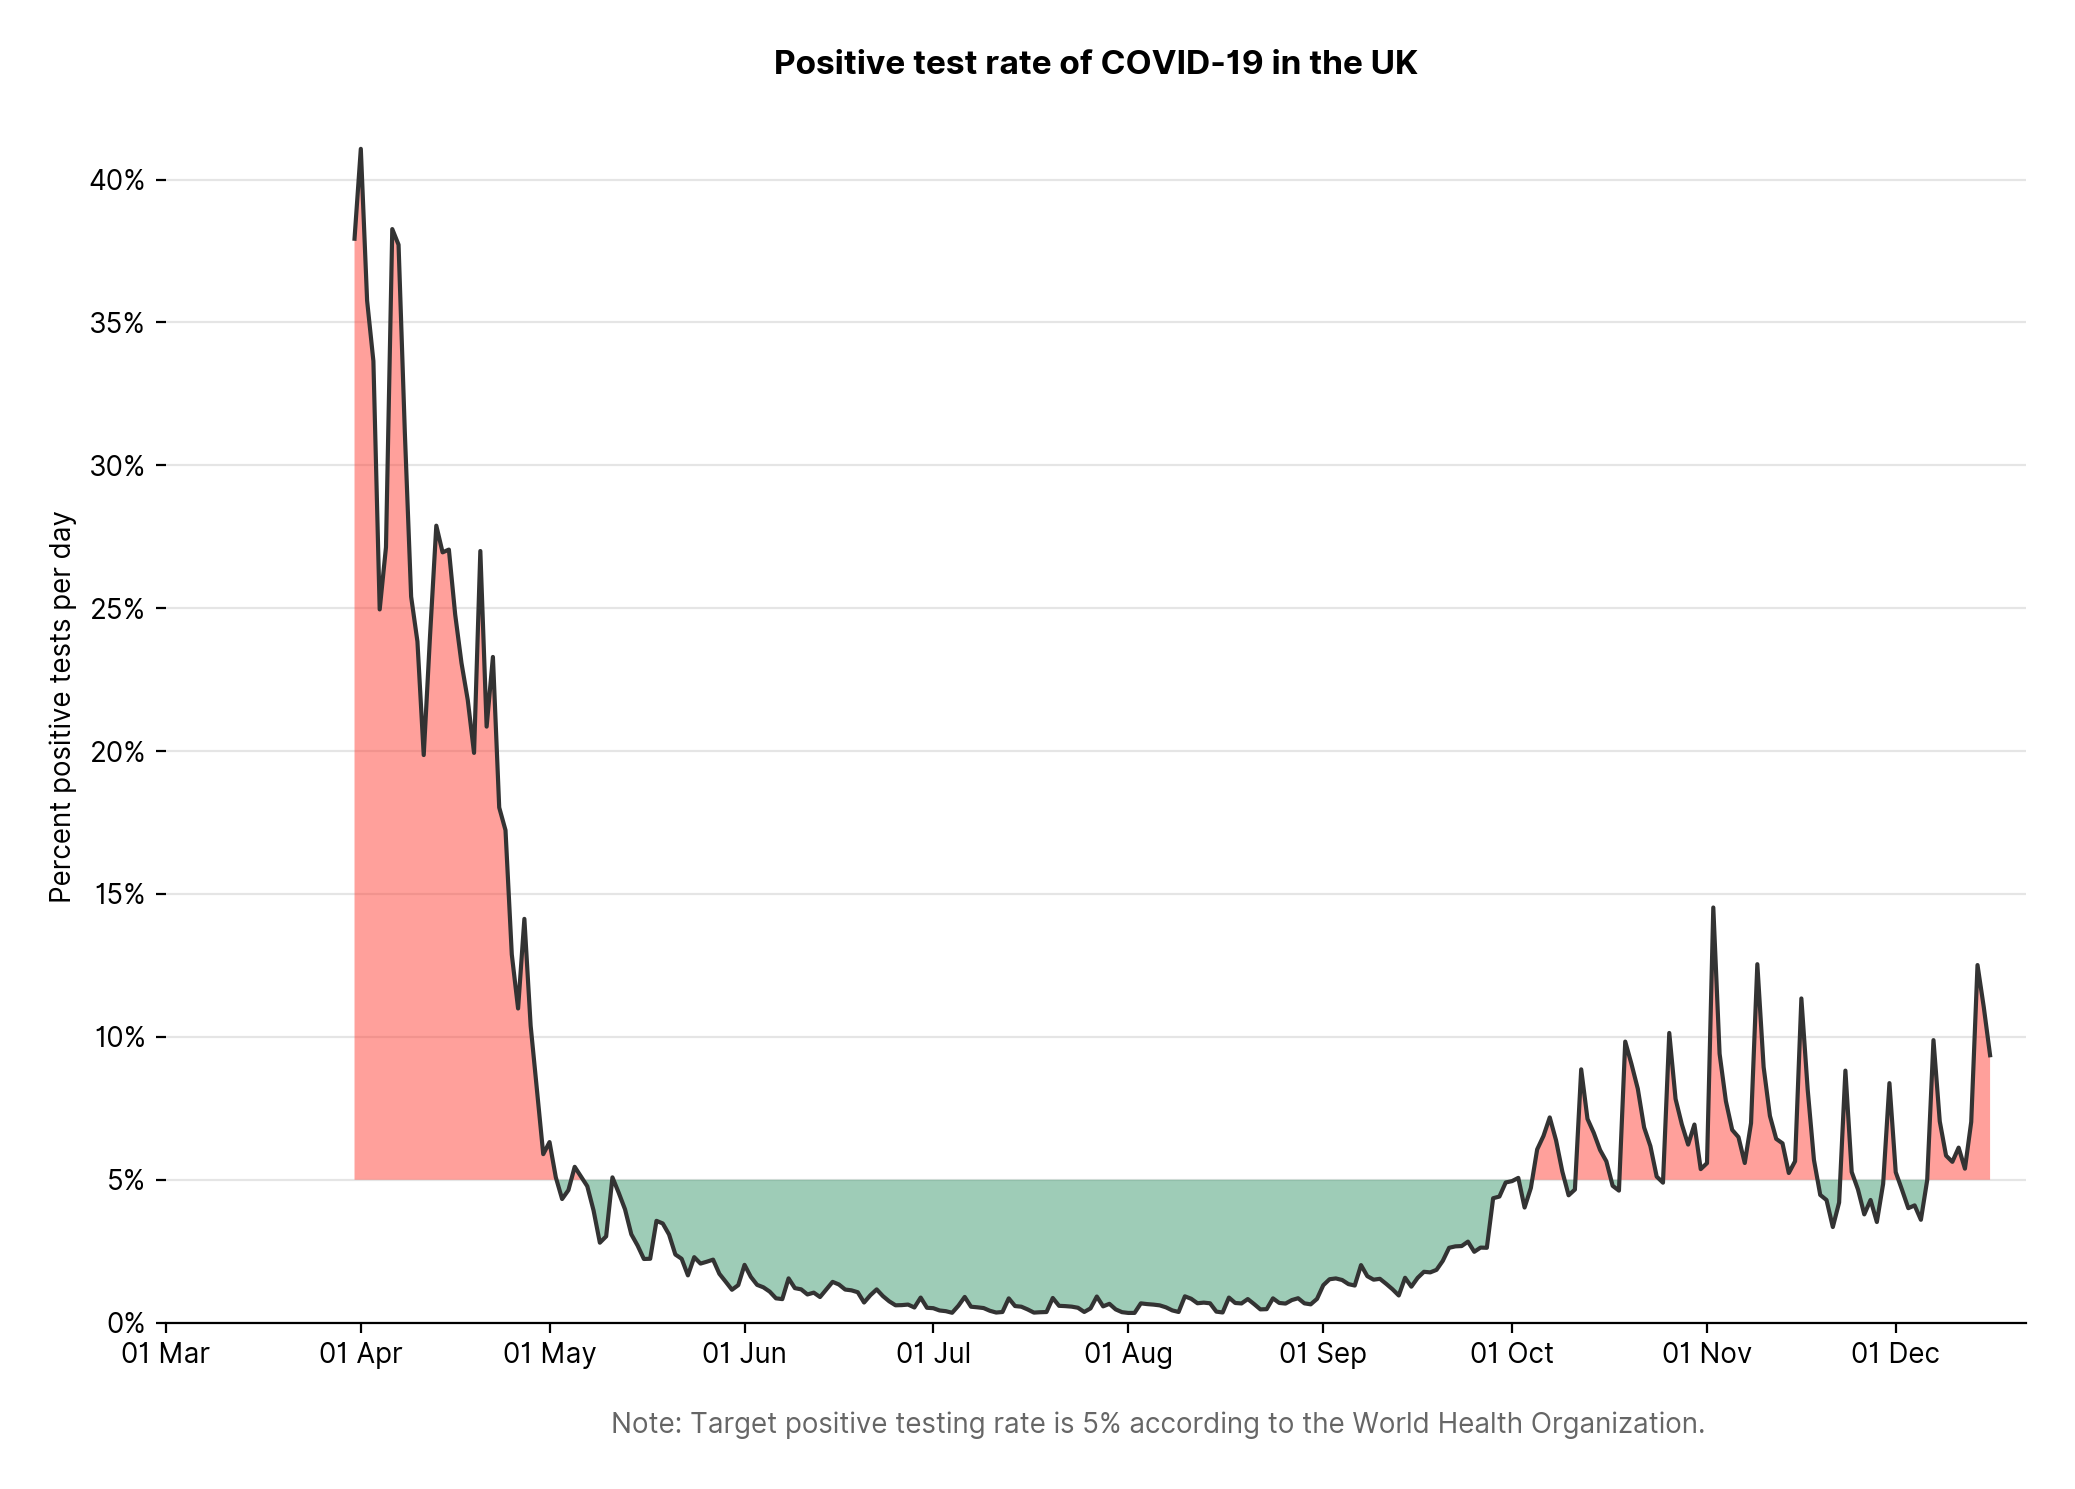 Positive test rate of COVID-19 in the UK
40%
35%
30%
25%
20%
15%
10%
5%
0%
Percent positive tests per day
01 Mar
01 Apr
01 May
01 Jun
01 Jul
01 Aug
01 Sep
01 Oct
01 Nov
01 Dec
Note: Target positive testing rate is 5% according to the World Health Organization.